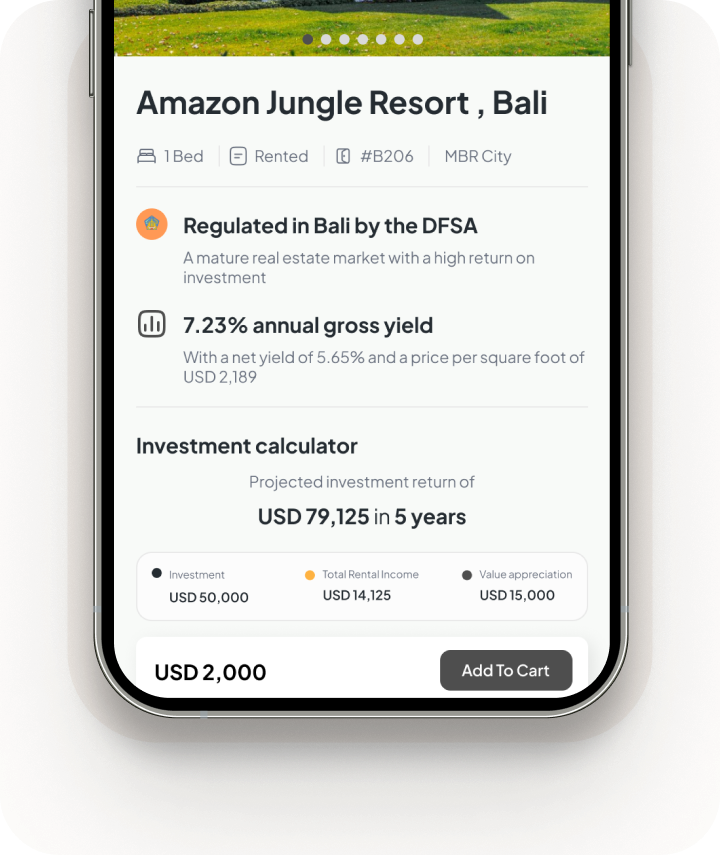 Amazon Jungle Resort , Bali
1 Bed
Rented
#B206
MBR City
Regulated in Bali by the DFSA
A mature real estate market with a high return on
investment
7.23% annual gross yield
With a net yield of 5.65% and a price per square foot of
USD 2,189
Investment calculator
Projected investment return of
USD 79,125 in 5 years
Investment
USD 50,000
Total Rental Income
USD 14,125
Value appreciation
USD 15,000
USD 2,000
Add To Cart